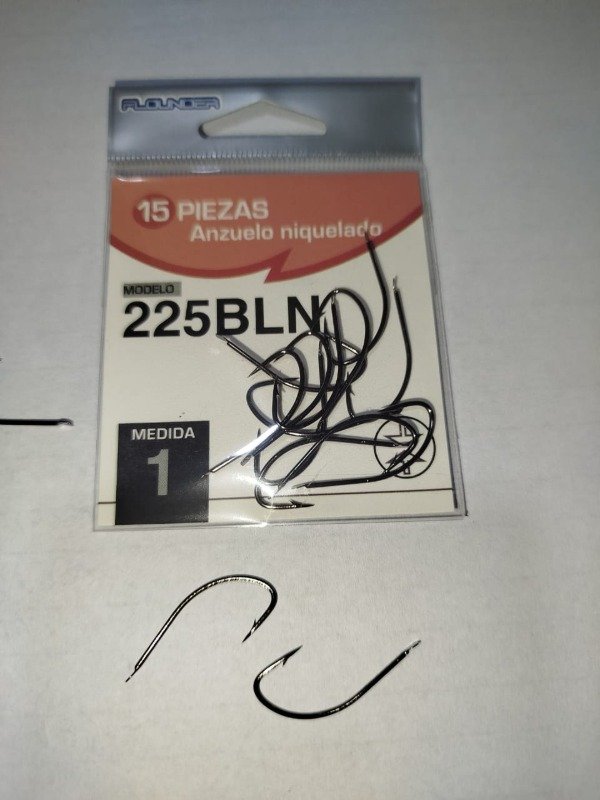 FLOUNDER
15 PIEZAS
Anzuelo niquelado
MODELO
225BLN
MEDIDA
1